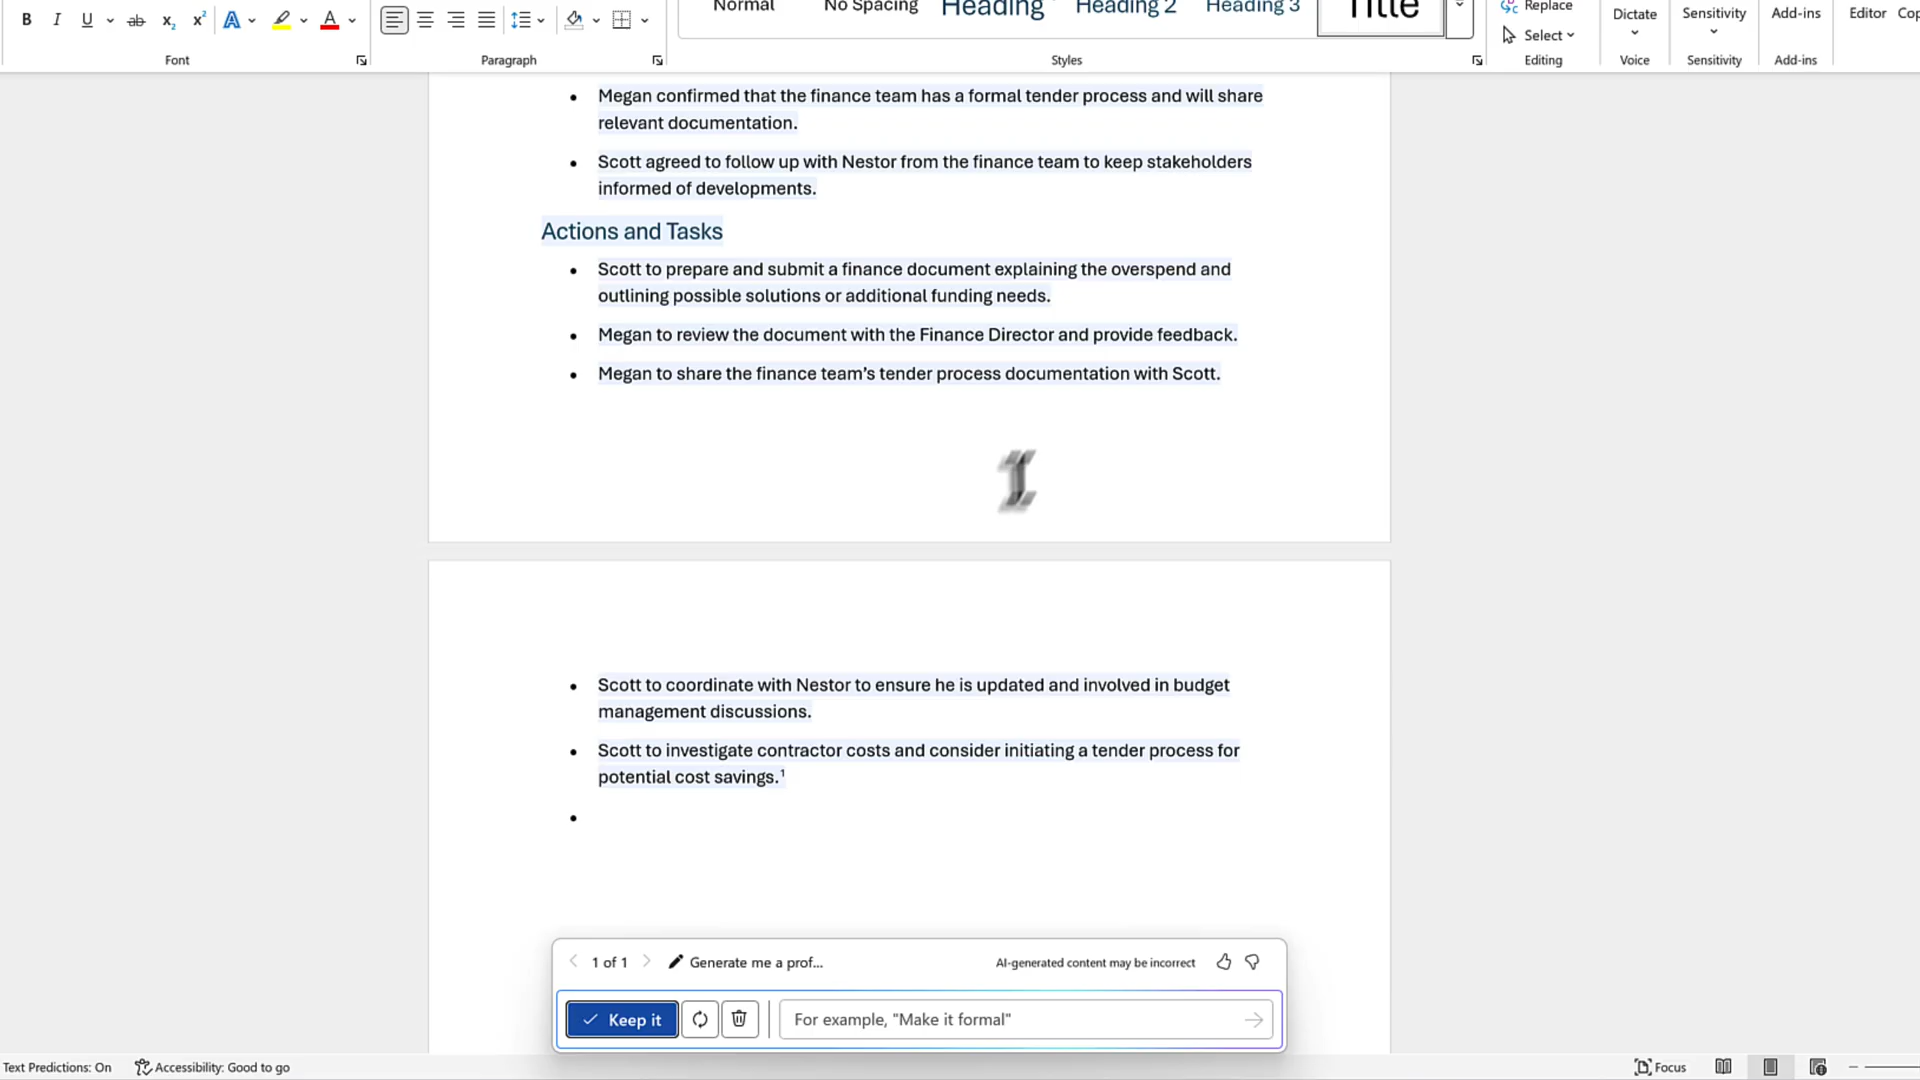 B I U ab x₂ x² A A
Font
Paragraph
Normal No Spacing Heading 1 Heading 2 Heading 3 Title
Styles
Replace
Select
Editing
Dictate
Voice
Sensitivity
Sensitivity
Add-ins
Add-ins
Editor
Megan confirmed that the finance team has a formal tender process and will share
relevant documentation.
Scott agreed to follow up with Nestor from the finance team to keep stakeholders
informed of developments.
Actions and Tasks
Scott to prepare and submit a finance document explaining the overspend and
outlining possible solutions or additional funding needs.
Megan to review the document with the Finance Director and provide feedback.
Megan to share the finance team’s tender process documentation with Scott.
Scott to coordinate with Nestor to ensure he is updated and involved in budget
management discussions.
Scott to investigate contractor costs and consider initiating a tender process for
potential cost savings.¹
1 of 1 Generate me a prof... AI-generated content may be incorrect
Keep it For example, "Make it formal"
Text Predictions: On Accessibility: Good to go Focus